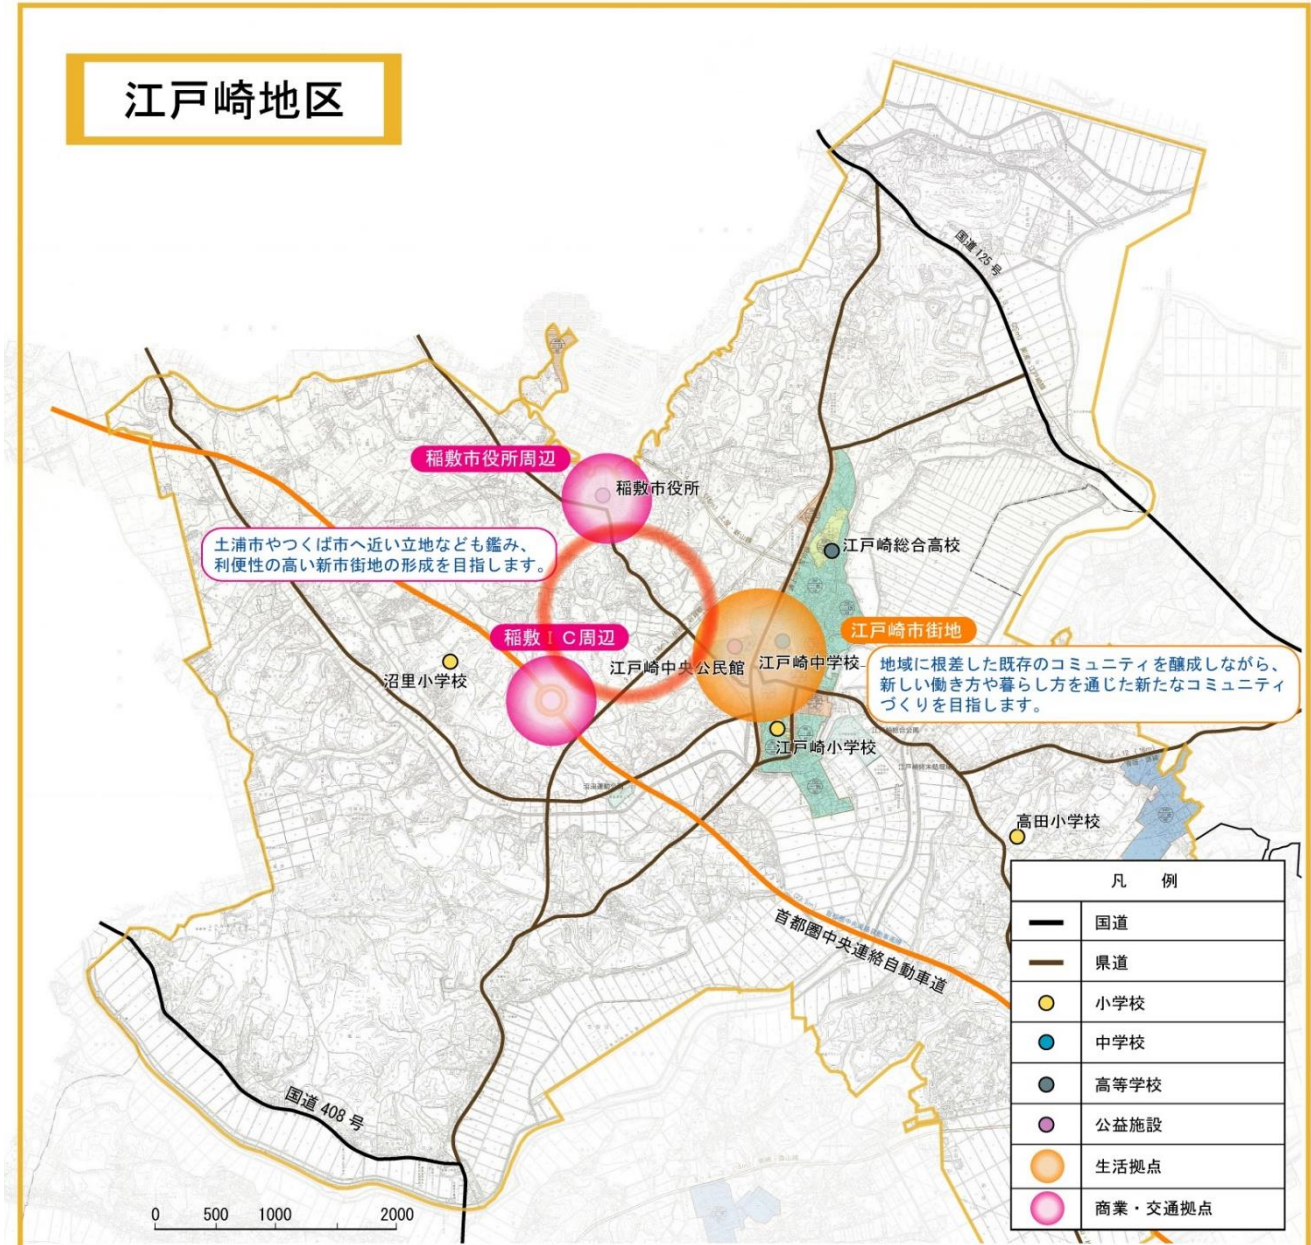 江戸崎地区
国道125号
稲敷市役所周辺
稲敷市役所
土浦市やつくば市へ近い立地なども鑑み、
利便性の高い新市街地の形成を目指します。
江戸崎総合高校
稲敷IC周辺
江戸崎市街地
江戸崎中央公民館
江戸崎中学校
沼里小学校
地域に根差した既存のコミュニティを醸成しながら、
新しい働き方や暮らし方を通じた新たなコミュニティ
づくりを目指します。
江戸崎小学校
高田小学校
首都圏中央連絡自動車道
国道408号
0 500 1000 2000
凡 例
国道
県道
小学校
中学校
高等学校
公益施設
生活拠点
商業・交通拠点